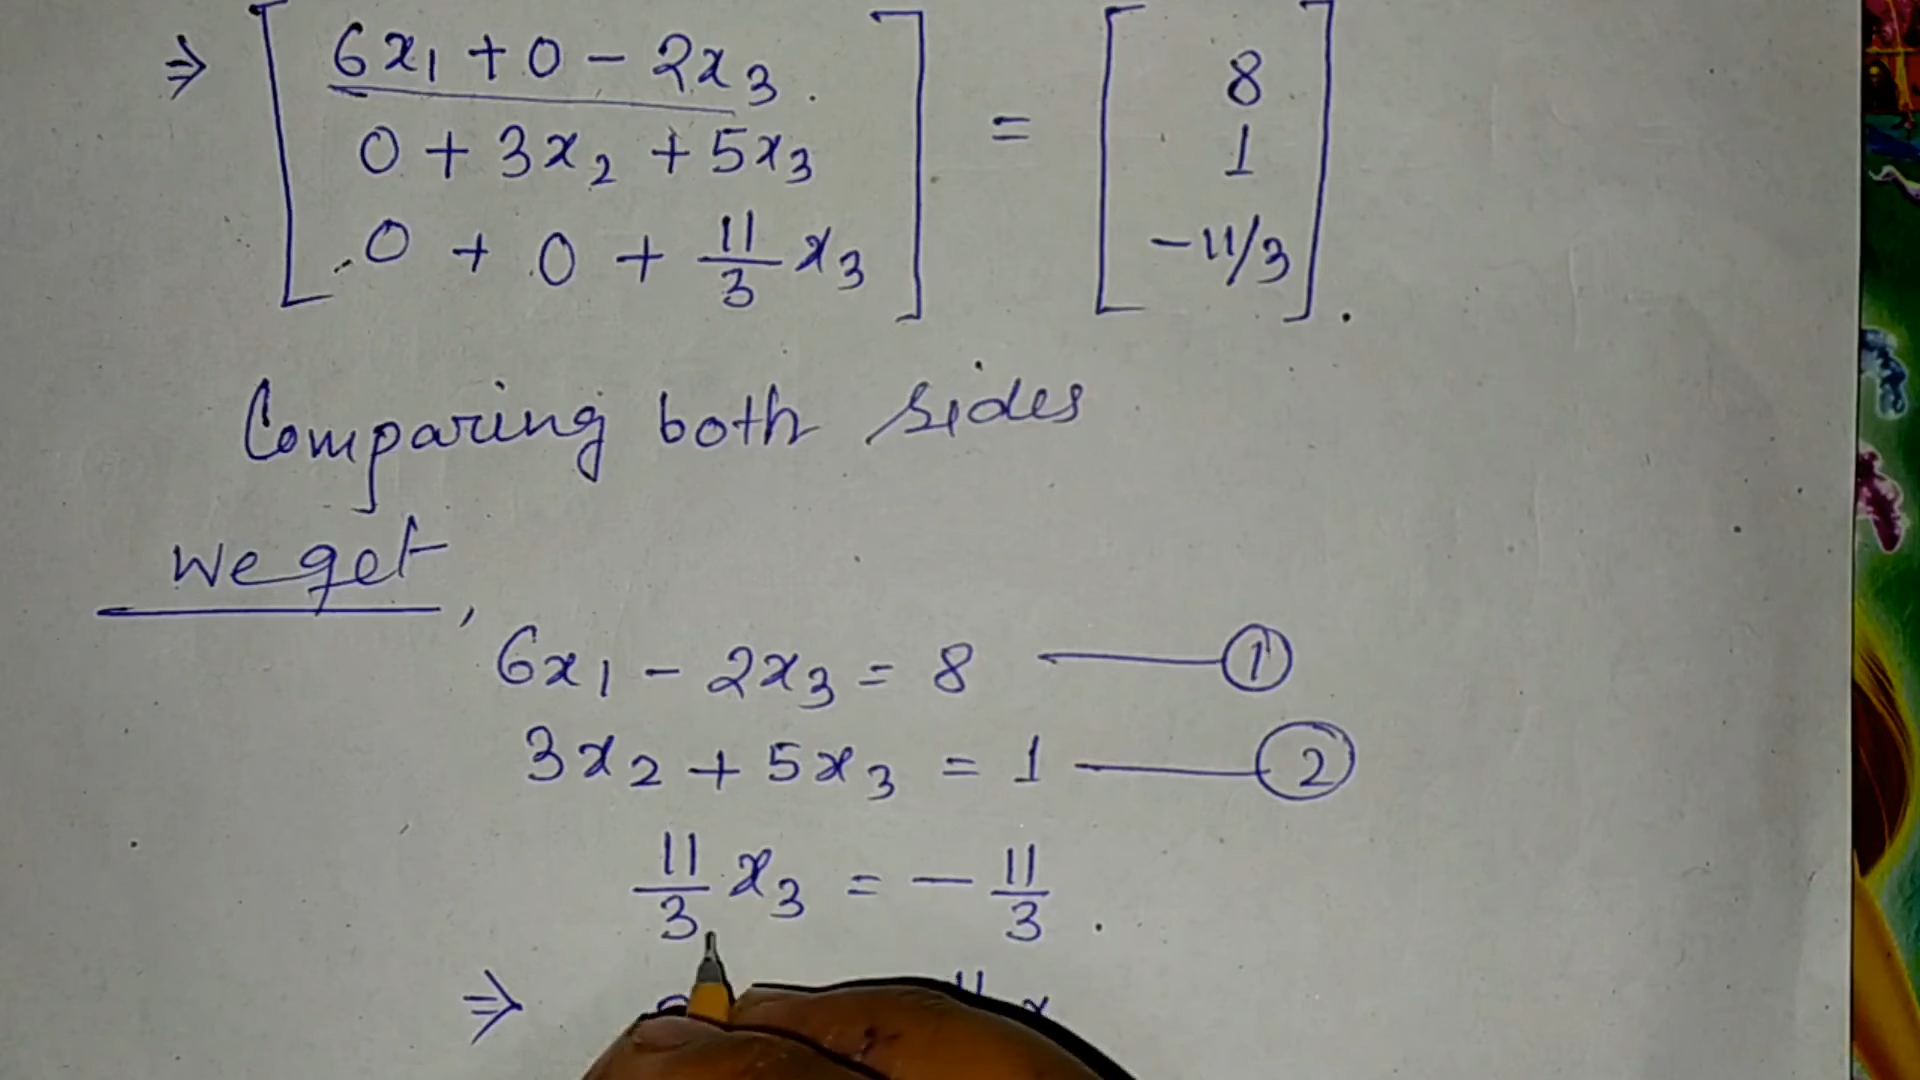 ⇒ [ 6x₁ + 0 − 2x₃ ] = [ 8 ]
0 + 3x₂ + 5x₃   1
0 + 0 + 11/3 x₃   −11/3 .
Comparing both sides
we get ,
6x₁ − 2x₃ = 8 —— ①
3x₂ + 5x₃ = 1 —— ②
11/3 x₃ = − 11/3 .
⇒